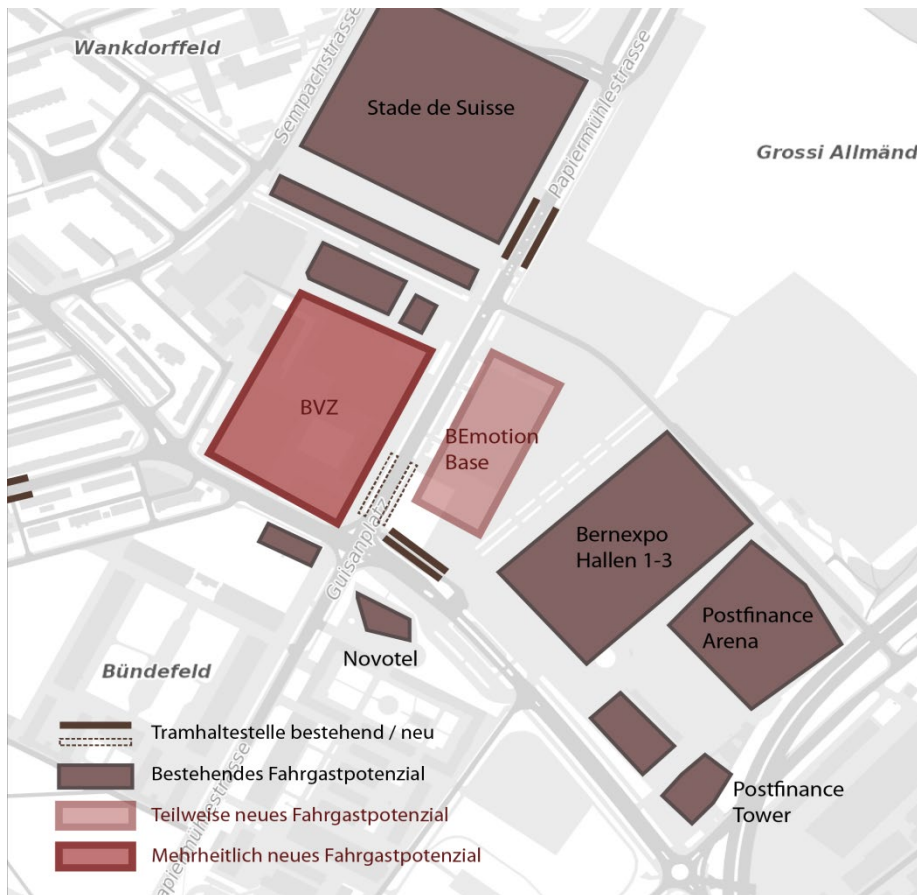 Wankdorffeld
Sempachstrasse
Stade de Suisse
Papiermühlestrasse
Grossi Allmänd
BVZ
BEmotion
Base
Guisanplatz
Bernexpo
Hallen 1-3
Postfinance
Arena
Novotel
Bündefeld
Postfinance
Tower
Tramhaltestelle bestehend / neu
Bestehendes Fahrgastpotenzial
Teilweise neues Fahrgastpotenzial
Mehrheitlich neues Fahrgastpotenzial
apiermühlestrasse